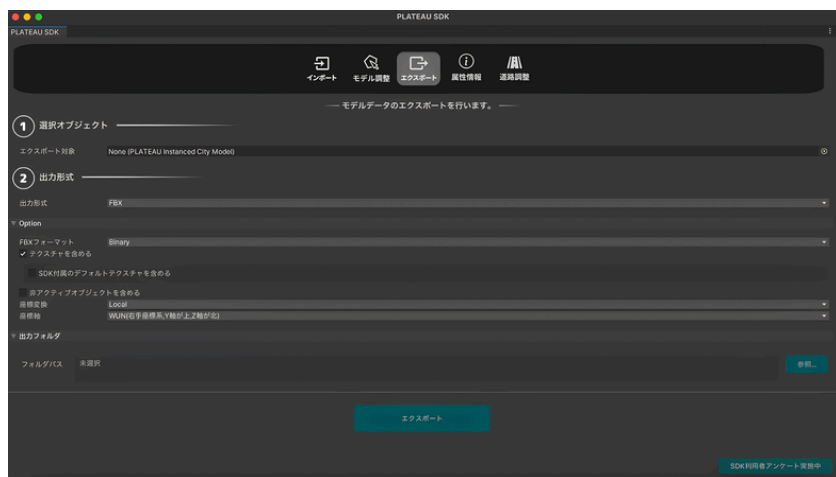 PLATEAU SDK
PLATEAU SDK
インポート モデル調整 エクスポート 属性情報 道路調整
モデルデータのエクスポートを行います。
1 選択オブジェクト
エクスポート対象 None (PLATEAU Instanced City Model)
2 出力形式
出力形式 FBX
Option
FBXフォーマット Binary
テクスチャを含める
SDK付属のデフォルトテクスチャを含める
非アクティブオブジェクトを含める
座標変換 Local
座標軸 WUN(右手座標系,Y軸が上,Z軸が北)
出力フォルダ
フォルダパス 未選択 参照...
エクスポート
SDK利用者アンケート実施中